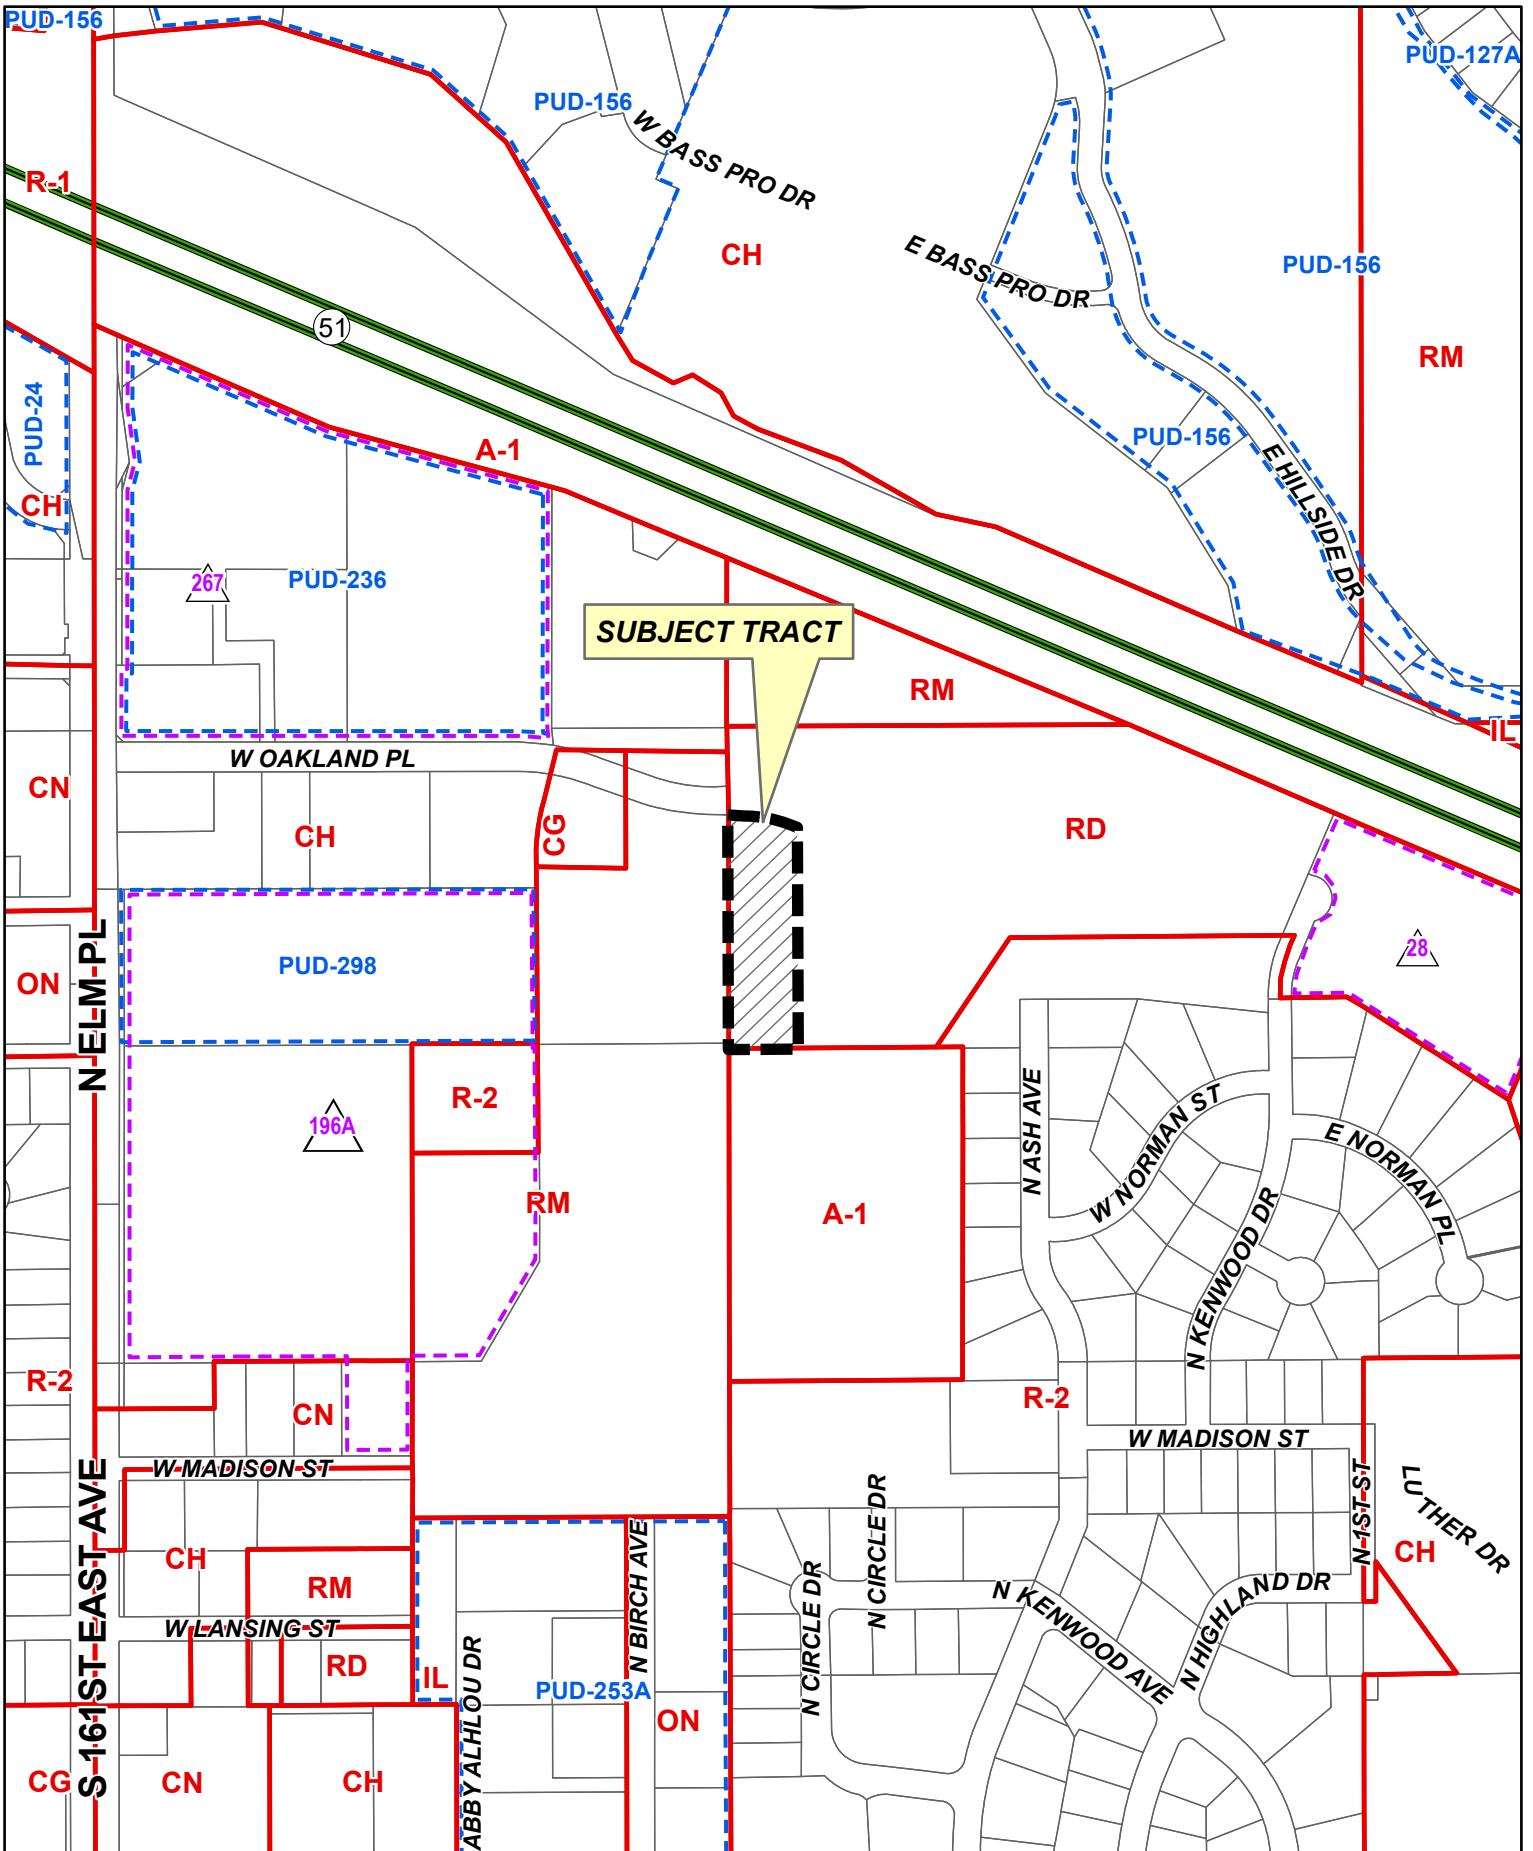 PUD-156
PUD-127A
PUD-156
W BASS PRO DR
R-1
CH
E BASS PRO DR
PUD-156
51
RM
PUD-24
A-1
PUD-156
CH
E HILLSIDE DR
267
PUD-236
SUBJECT TRACT
RM
IL
W OAKLAND PL
CN
CH
CG
RD
28
PUD-298
ON
N ELM PL
R-2
196A
N ASH AVE
W NORMAN ST
E NORMAN PL
RM
A-1
N KENWOOD DR
R-2
CN
R-2
W MADISON ST
W MADISON ST
S 161ST EAST AVE
N CIRCLE DR
N 1ST ST
LUTHER DR
CH
CH
RM
N BIRCH AVE
N CIRCLE DR
N KENWOOD AVE
N HIGHLAND DR
W LANSING ST
RD
IL
PUD-253A
ON
ABBY ALHLOU DR
CG
CN
CH